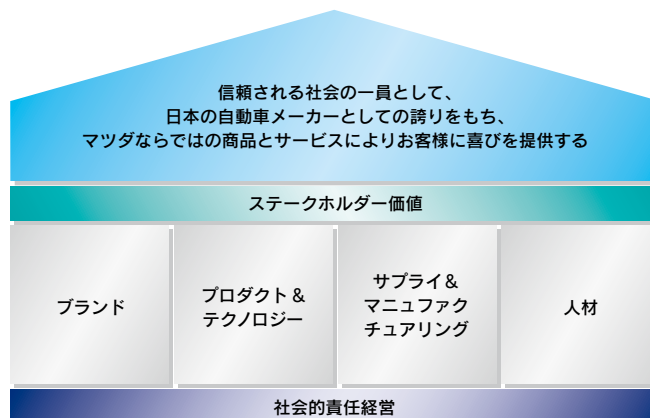 信頼される社会の一員として、
日本の自動車メーカーとしての誇りをもち、
マツダならではの商品とサービスによりお客様に喜びを提供する
ステークホルダー価値
ブランド
プロダクト&
テクノロジー
サプライ&
マニュファク
チュアリング
人材
社会的責任経営